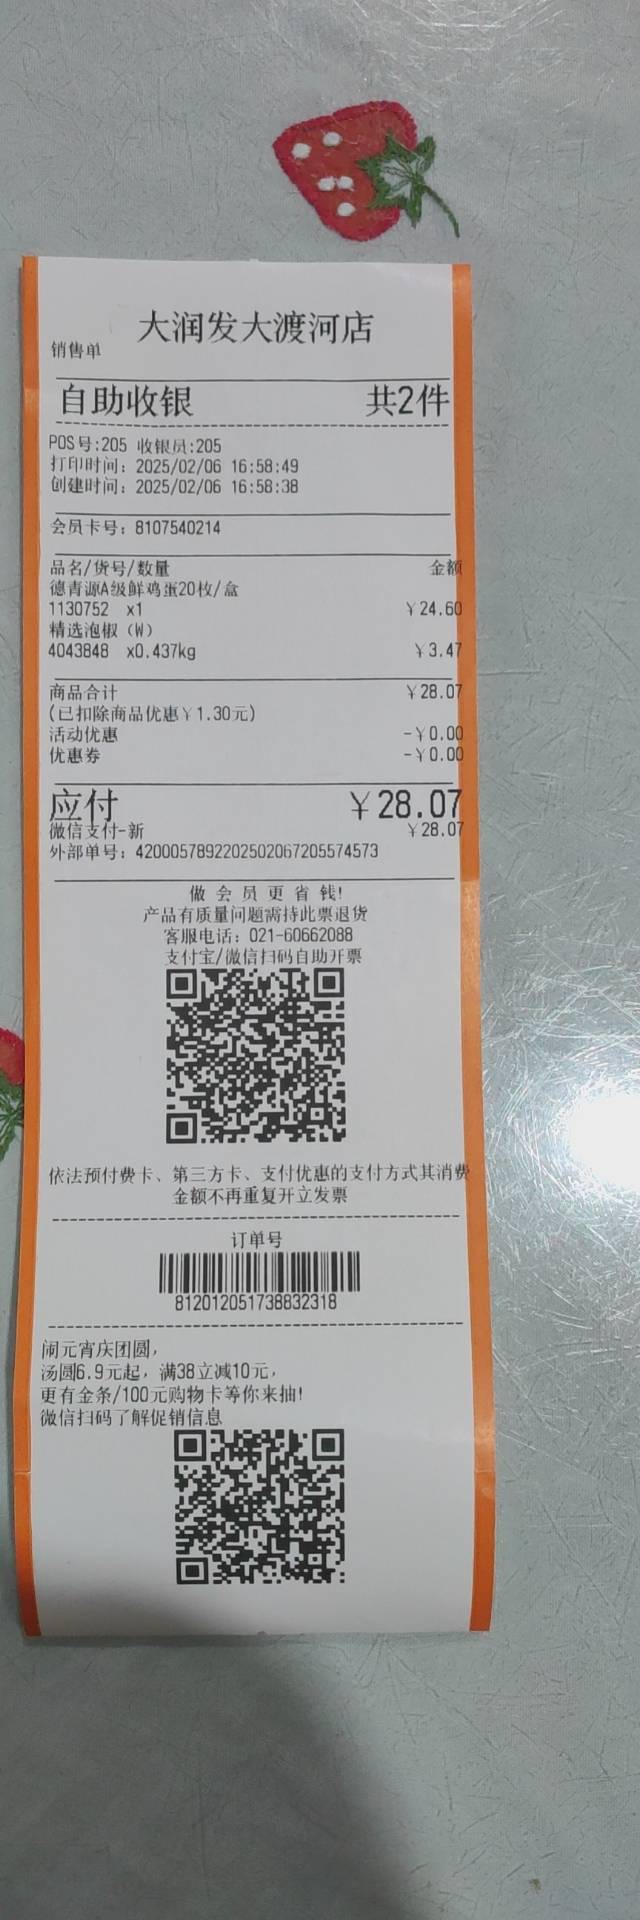 大润发大渡河店
销售单
自助收银 共2件
POS号:205 收银员:205
打印时间: 2025/02/06 16:58:49
创建时间: 2025/02/06 16:58:38
会员卡号: 8107540214
品名/货号/数量 金额
德青源A级鲜鸡蛋20枚/盒
1130752 x1 ￥24.60
精选泡椒（W）
4043848 x0.437kg ￥3.47
商品合计 ￥28.07
(已扣除商品优惠￥1.30元)
活动优惠 -￥0.00
优惠券 -￥0.00
应付 ￥28.07
微信支付-新 ￥28.07
外部单号: 4200057892202502067205574573
做 会 员 更 省 钱!
产品有质量问题需持此票退货
客服电话: 021-60662088
支付宝/微信扫码自助开票
依法预付费卡、第三方卡、支付优惠的支付方式其消费
金额不再重复开立发票
订单号
812012051738832318
闹元宵庆团圆，
汤圆6.9元起，满38立减10元，
更有金条/100元购物卡等你来抽!
微信扫码了解促销信息